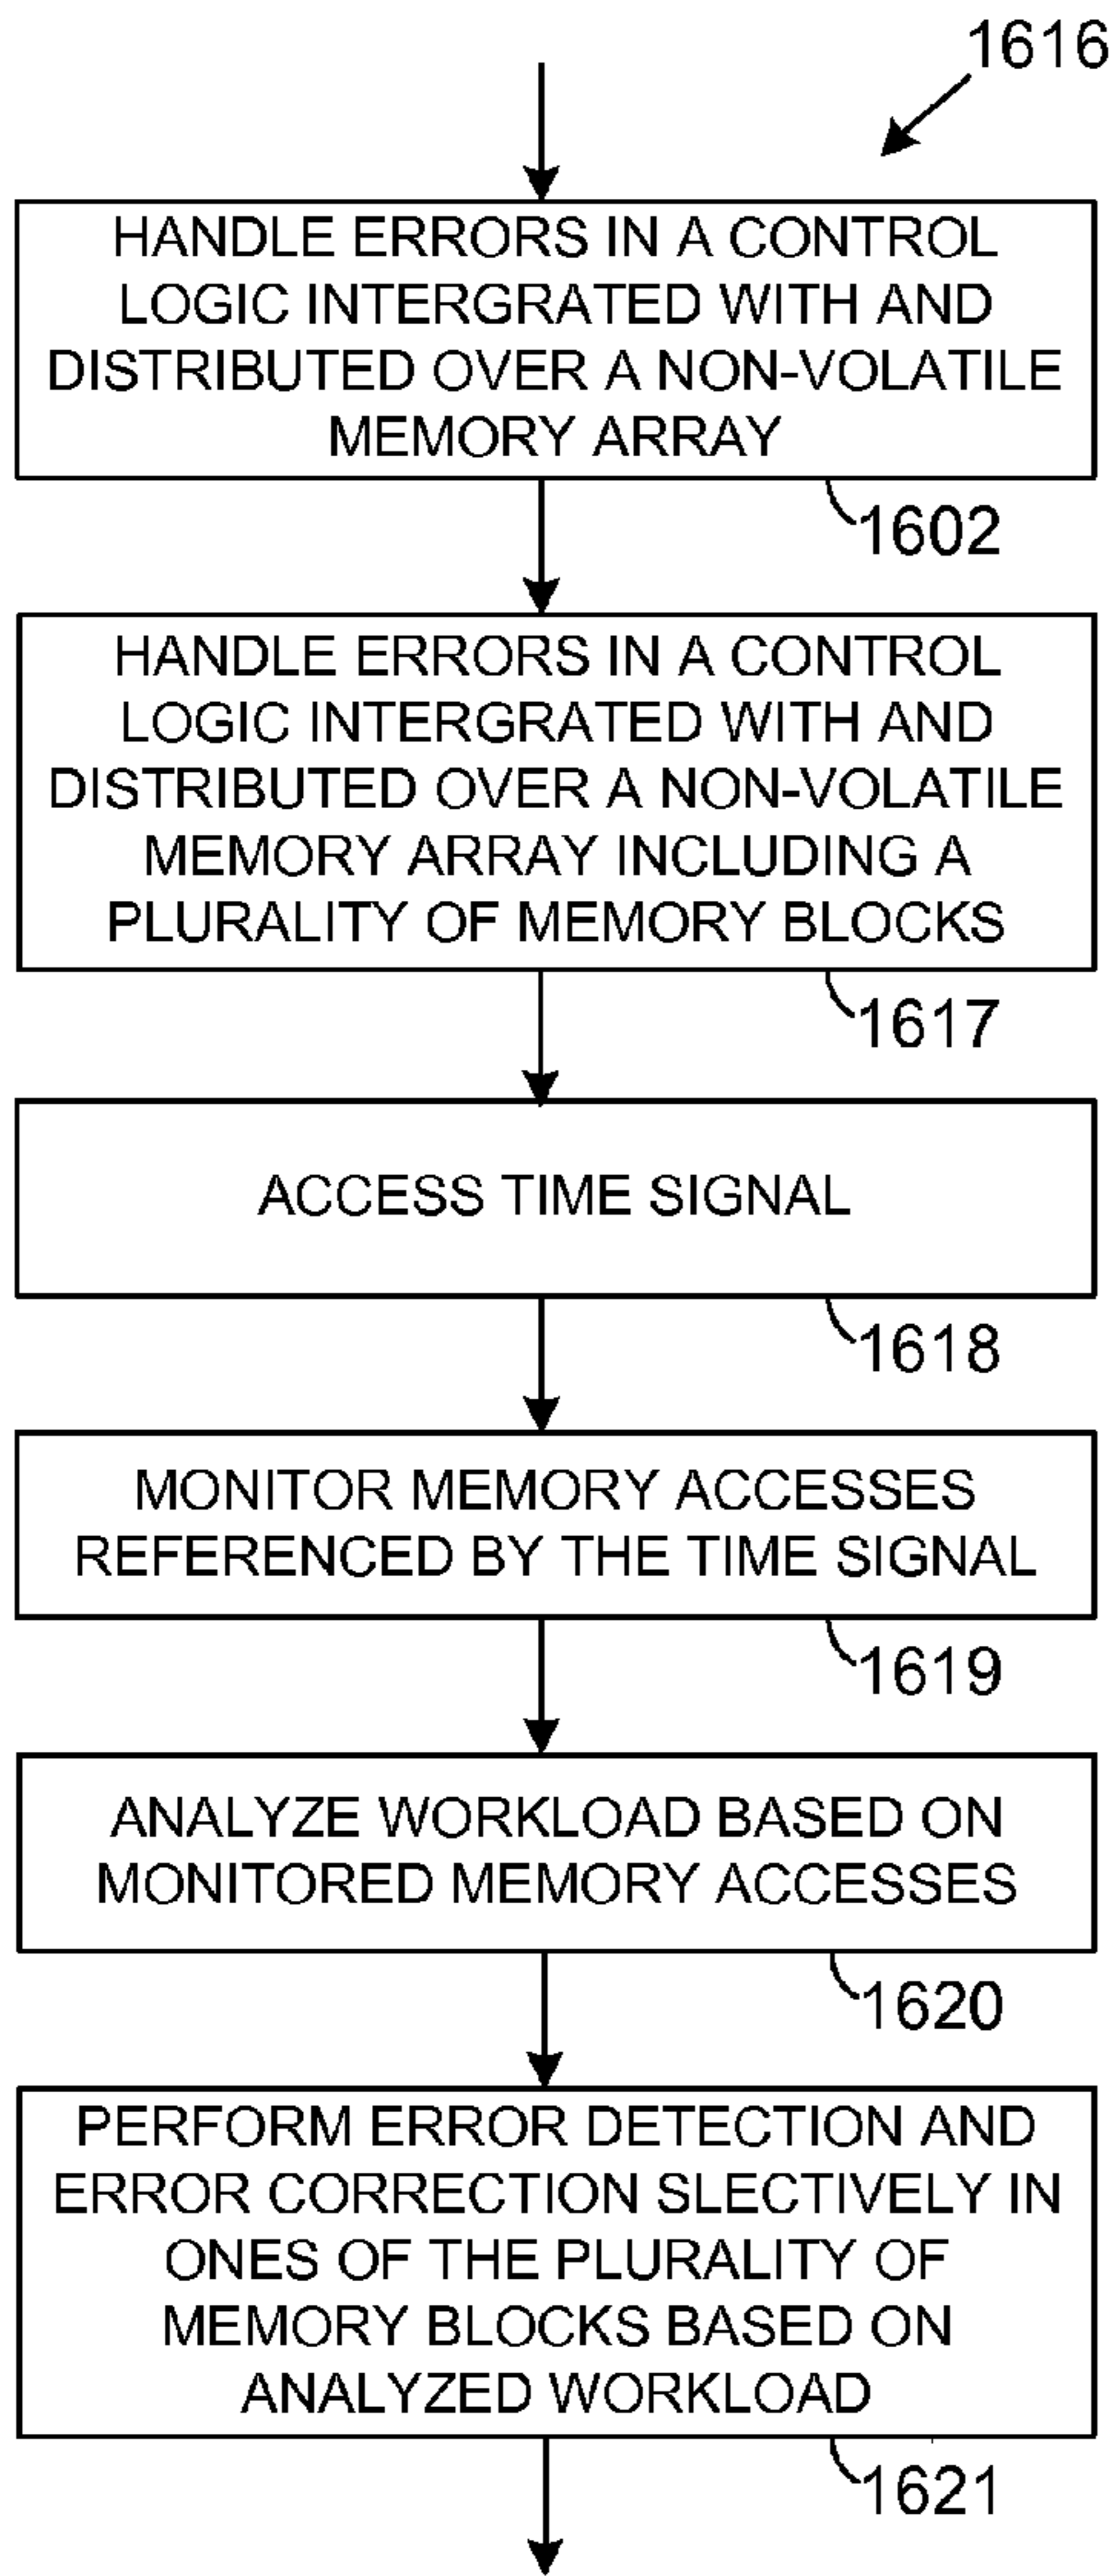 1616
HANDLE ERRORS IN A CONTROL
LOGIC INTERGRATED WITH AND
DISTRIBUTED OVER A NON-VOLATILE
MEMORY ARRAY
1602
HANDLE ERRORS IN A CONTROL
LOGIC INTERGRATED WITH AND
DISTRIBUTED OVER A NON-VOLATILE
MEMORY ARRAY INCLUDING A
PLURALITY OF MEMORY BLOCKS
1617
ACCESS TIME SIGNAL
1618
MONITOR MEMORY ACCESSES
REFERENCED BY THE TIME SIGNAL
1619
ANALYZE WORKLOAD BASED ON
MONITORED MEMORY ACCESSES
1620
PERFORM ERROR DETECTION AND
ERROR CORRECTION SLECTIVELY IN
ONES OF THE PLURALITY OF
MEMORY BLOCKS BASED ON
ANALYZED WORKLOAD
1621